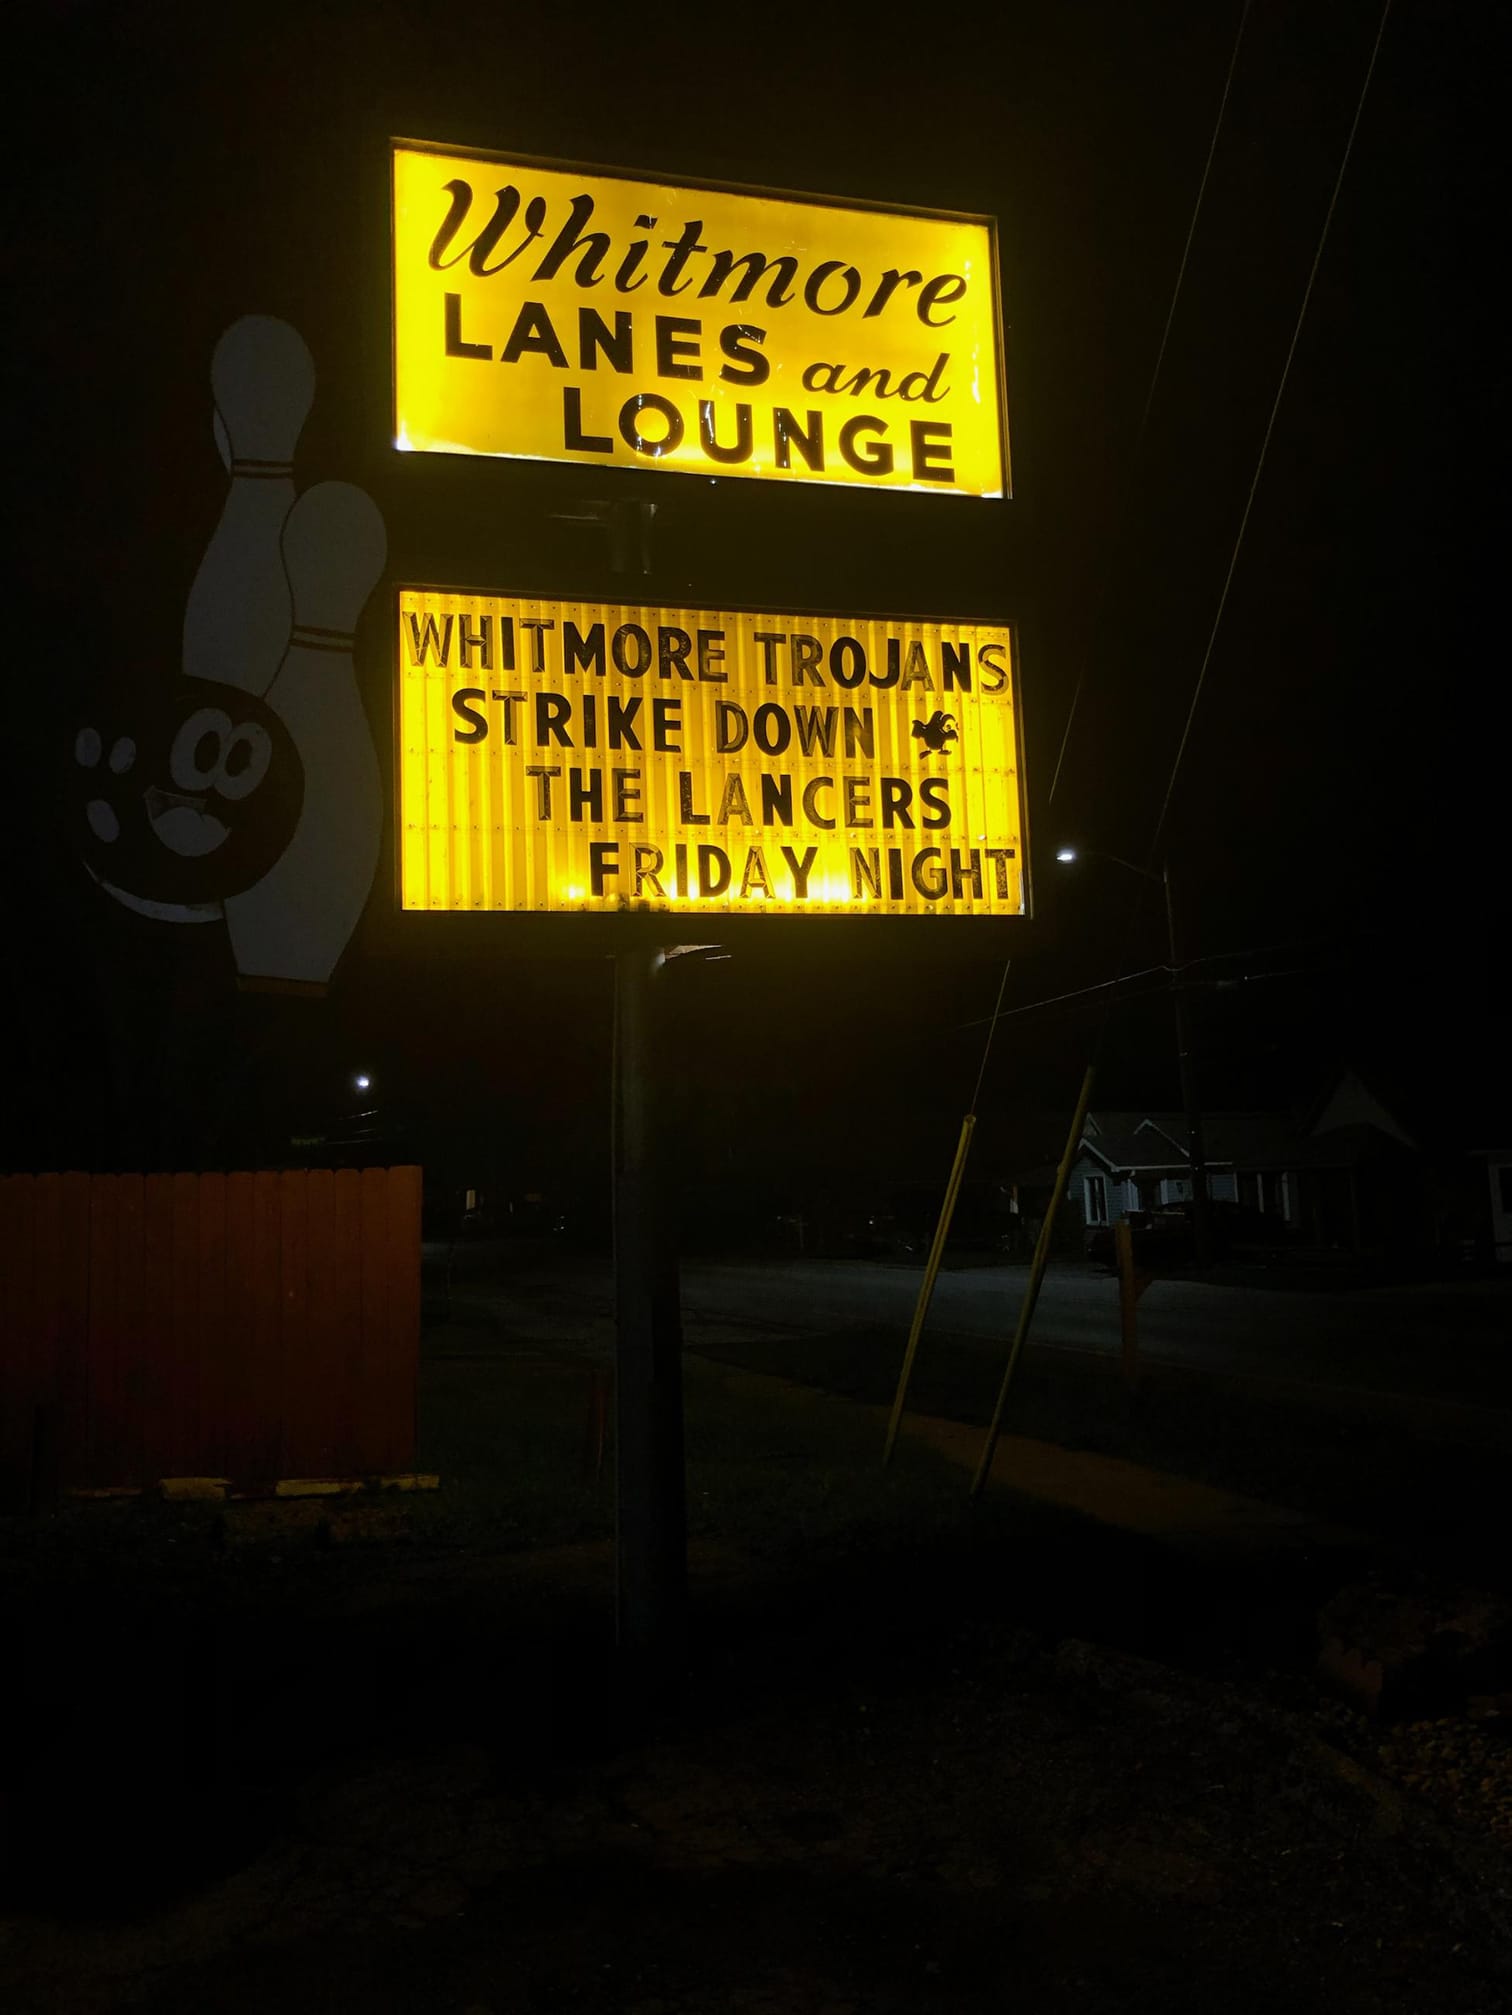 Whitmore
LANES and
LOUNGE
WHITMORE TROJANS
STRIKE DOWN
THE LANCERS
FRIDAY NIGHT